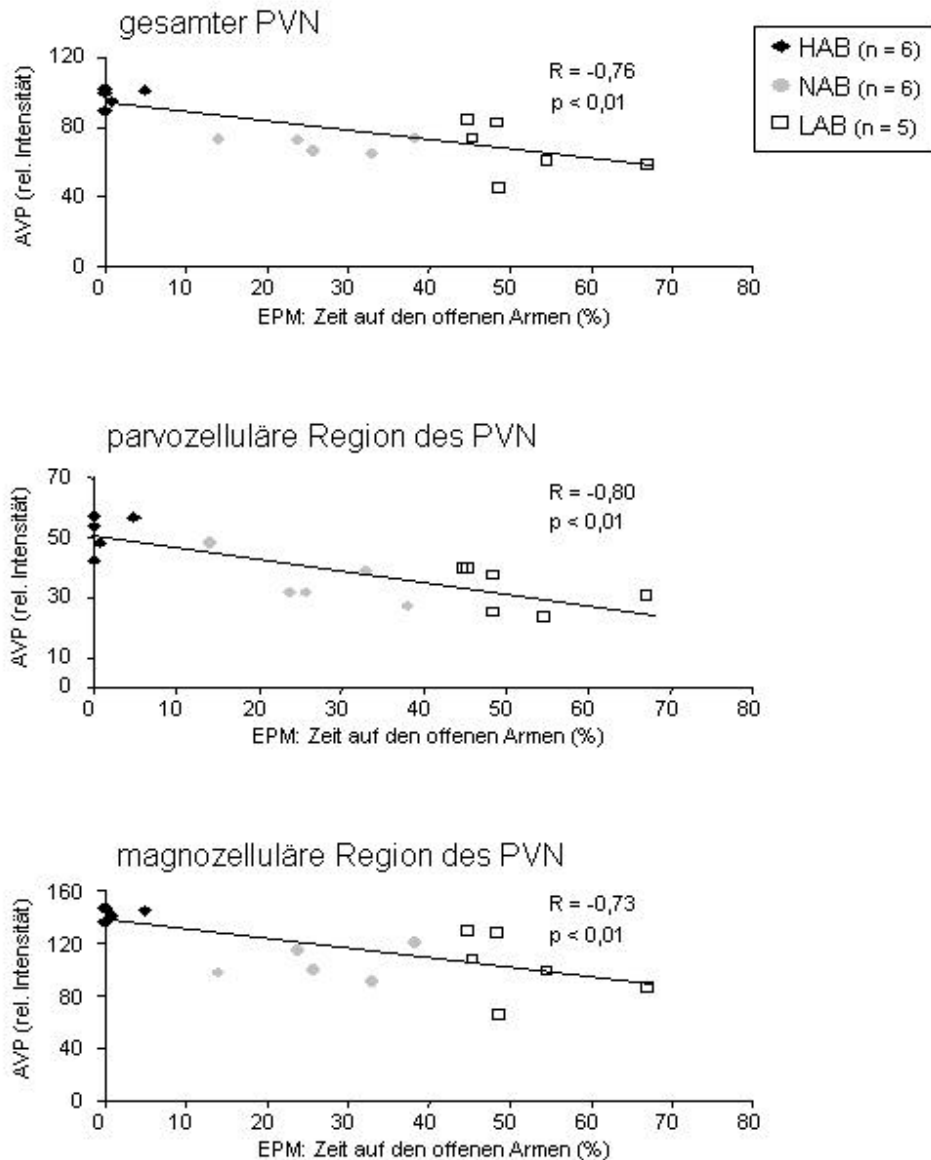 gesamter PVN
HAB (n = 6)
NAB (n = 6)
LAB (n = 5)
R = -0,76
p < 0,01
120
80
40
0
AVP (rel. Intensität)
0 10 20 30 40 50 60 70 80
EPM: Zeit auf den offenen Armen (%)
parvozelluläre Region des PVN
R = -0,80
p < 0,01
70
50
30
10
0
AVP (rel. Intensität)
0 10 20 30 40 50 60 70 80
EPM: Zeit auf den offenen Armen (%)
magnozelluläre Region des PVN
R = -0,73
p < 0,01
160
120
80
40
0
AVP (rel. Intensität)
0 10 20 30 40 50 60 70 80
EPM: Zeit auf den offenen Armen (%)